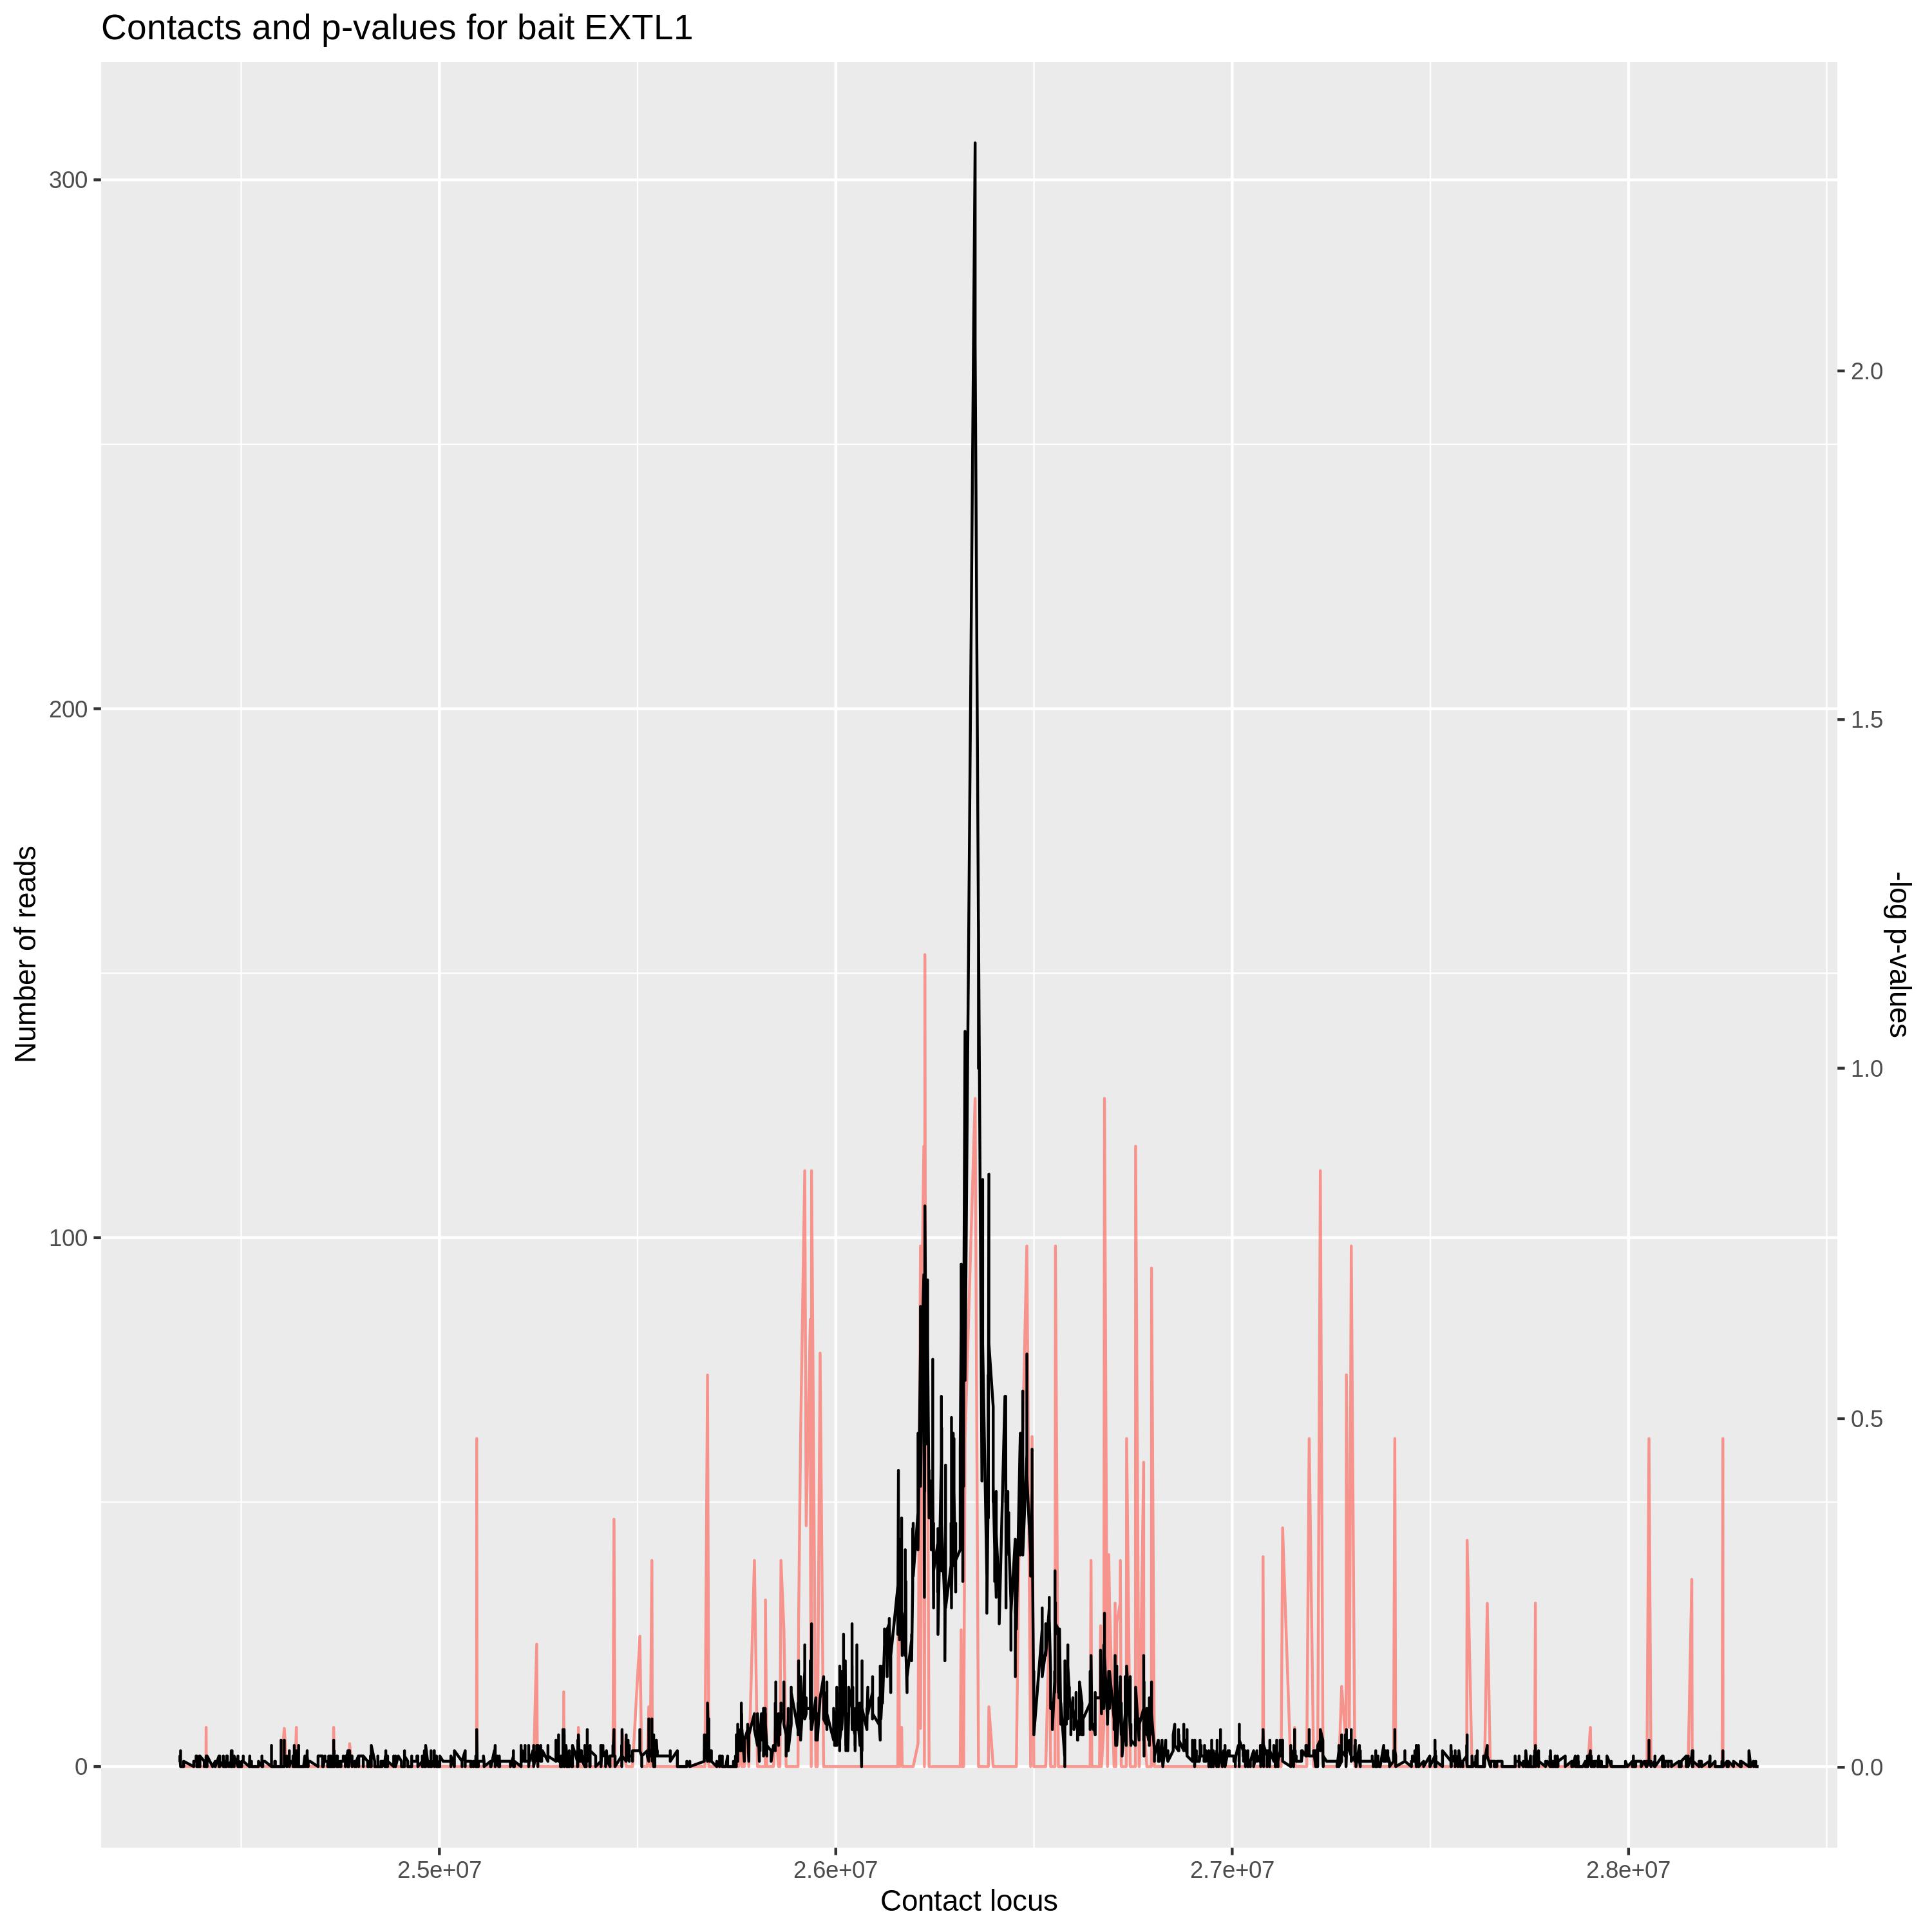 Contacts and p-values for bait EXTL1
300
200
100
0
Number of reads
2.0
1.5
1.0
0.5
0.0
-log p-values
2.5e+07
2.6e+07
2.7e+07
2.8e+07
Contact locus